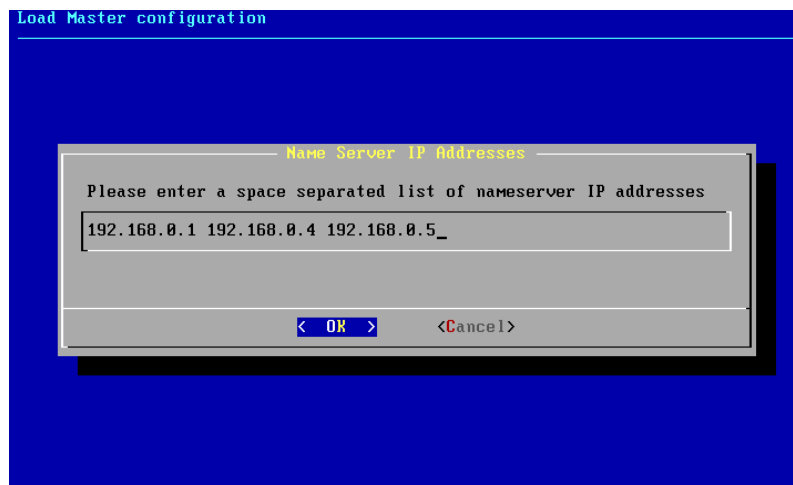 Load Master configuration
Name Server IP Addresses
Please enter a space separated list of nameserver IP addresses
192.168.0.1 192.168.0.4 192.168.0.5_
< OK > <Cancel>